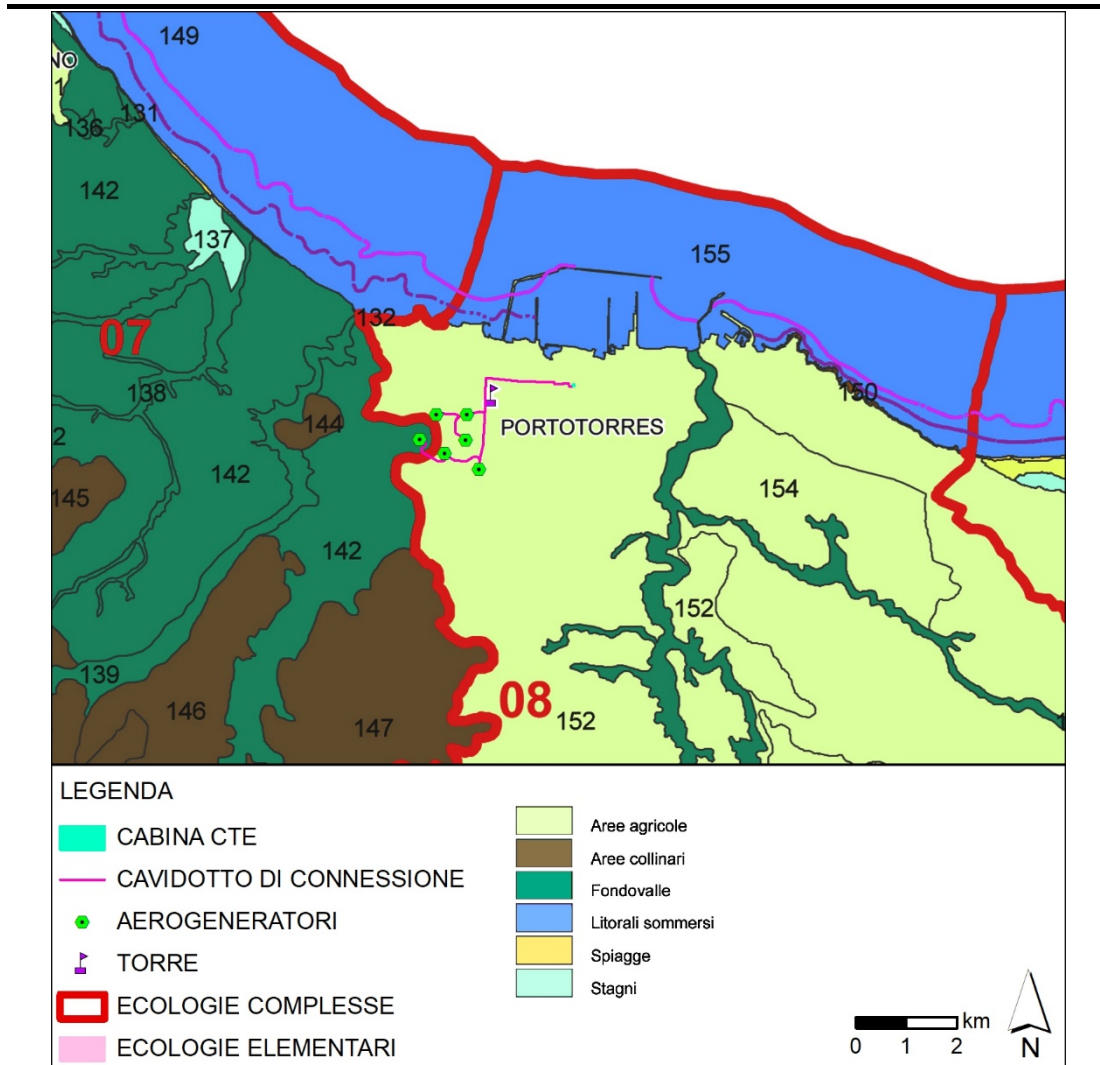 149
NO
1
131
136
142
137
155
07
132
138
150
144
PORTOTORRES
2
142
154
145
142
152
139
146
08
147
152
1
LEGENDA
CABINA CTE
CAVIDOTTO DI CONNESSIONE
AEROGENERATORI
TORRE
ECOLOGIE COMPLESSE
ECOLOGIE ELEMENTARI
Aree agricole
Aree collinari
Fondovalle
Litorali sommersi
Spiagge
Stagni
km
0 1 2
N